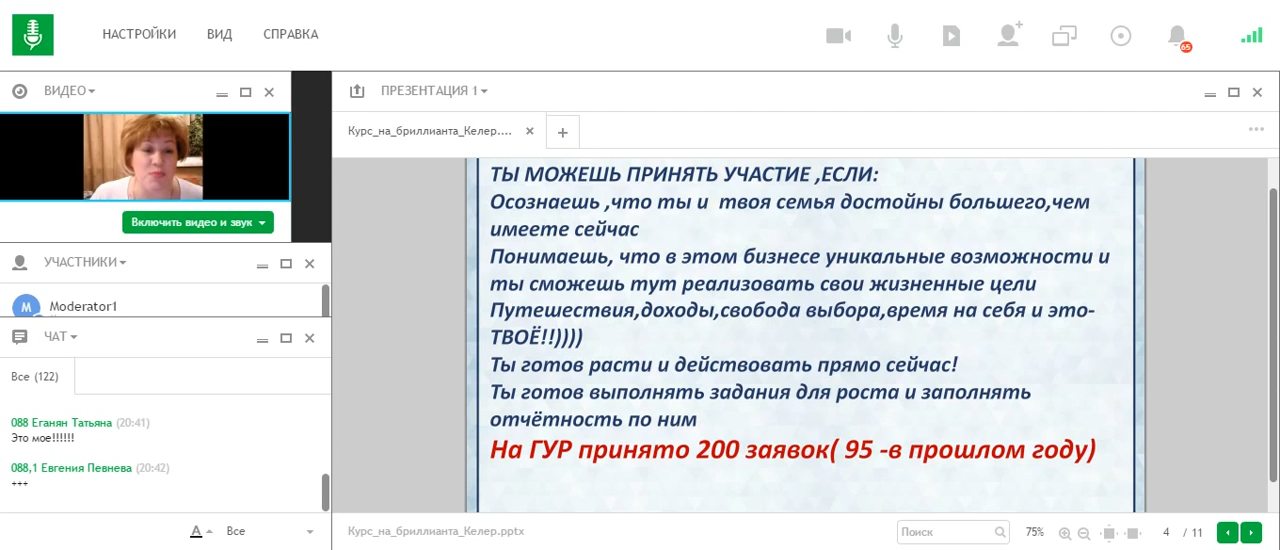 НАСТРОЙКИ ВИД СПРАВКА
65
ВИДЕО
Включить видео и звук
УЧАСТНИКИ
M Moderator1
ЧАТ
Все (122)
088 Еганян Татьяна (20:41)
Это мое!!!!!!
088,1 Евгения Певнева (20:42)
+++
A Все
ПРЕЗЕНТАЦИЯ 1
Курс_на_бриллианта_Келер....
ТЫ МОЖЕШЬ ПРИНЯТЬ УЧАСТИЕ ,ЕСЛИ:
Осознаешь ,что ты и твоя семья достойны большего,чем
имеете сейчас
Понимаешь, что в этом бизнесе уникальные возможности и
ты сможешь тут реализовать свои жизненные цели
Путешествия,доходы,свобода выбора,время на себя и это-
ТВОЁ!!))))
Ты готов расти и действовать прямо сейчас!
Ты готов выполнять задания для роста и заполнять
отчётность по ним
На ГУР принято 200 заявок( 95 -в прошлом году)
Курс_на_бриллианта_Келер.pptx
Поиск 75% 4 / 11